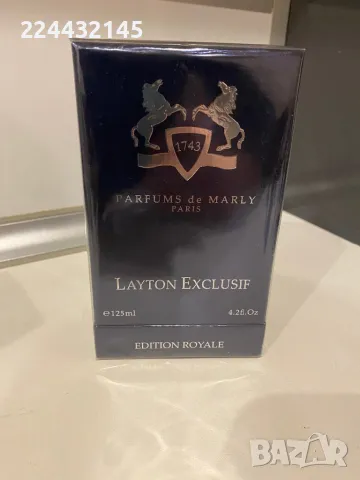 224432145
1743
PARFUMS de MARLY
PARIS
LAYTON EXCLUSIF
℮125ml 4.2fl.Oz
EDITION ROYALE
BAZAR